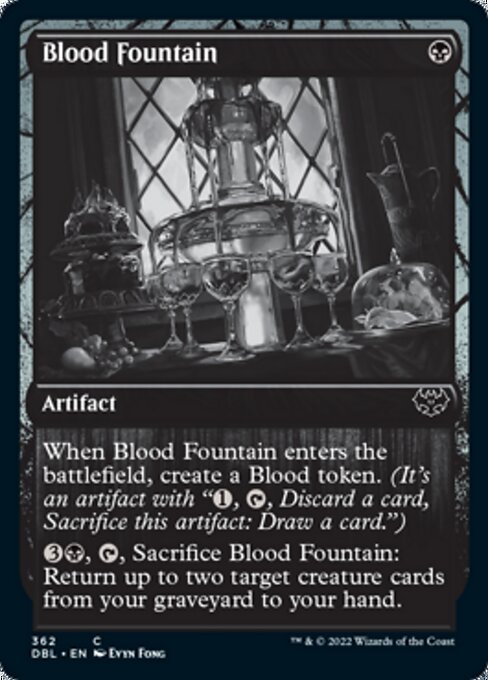 Blood Fountain
Artifact
When Blood Fountain enters the
battlefield, create a Blood token. (It's
an artifact with “1, , Discard a card,
Sacrifice this artifact: Draw a card.”)
3, , Sacrifice Blood Fountain:
Return up to two target creature cards
from your graveyard to your hand.
362 C
DBL • EN Evyn Fong
™ & © 2022 Wizards of the Coast